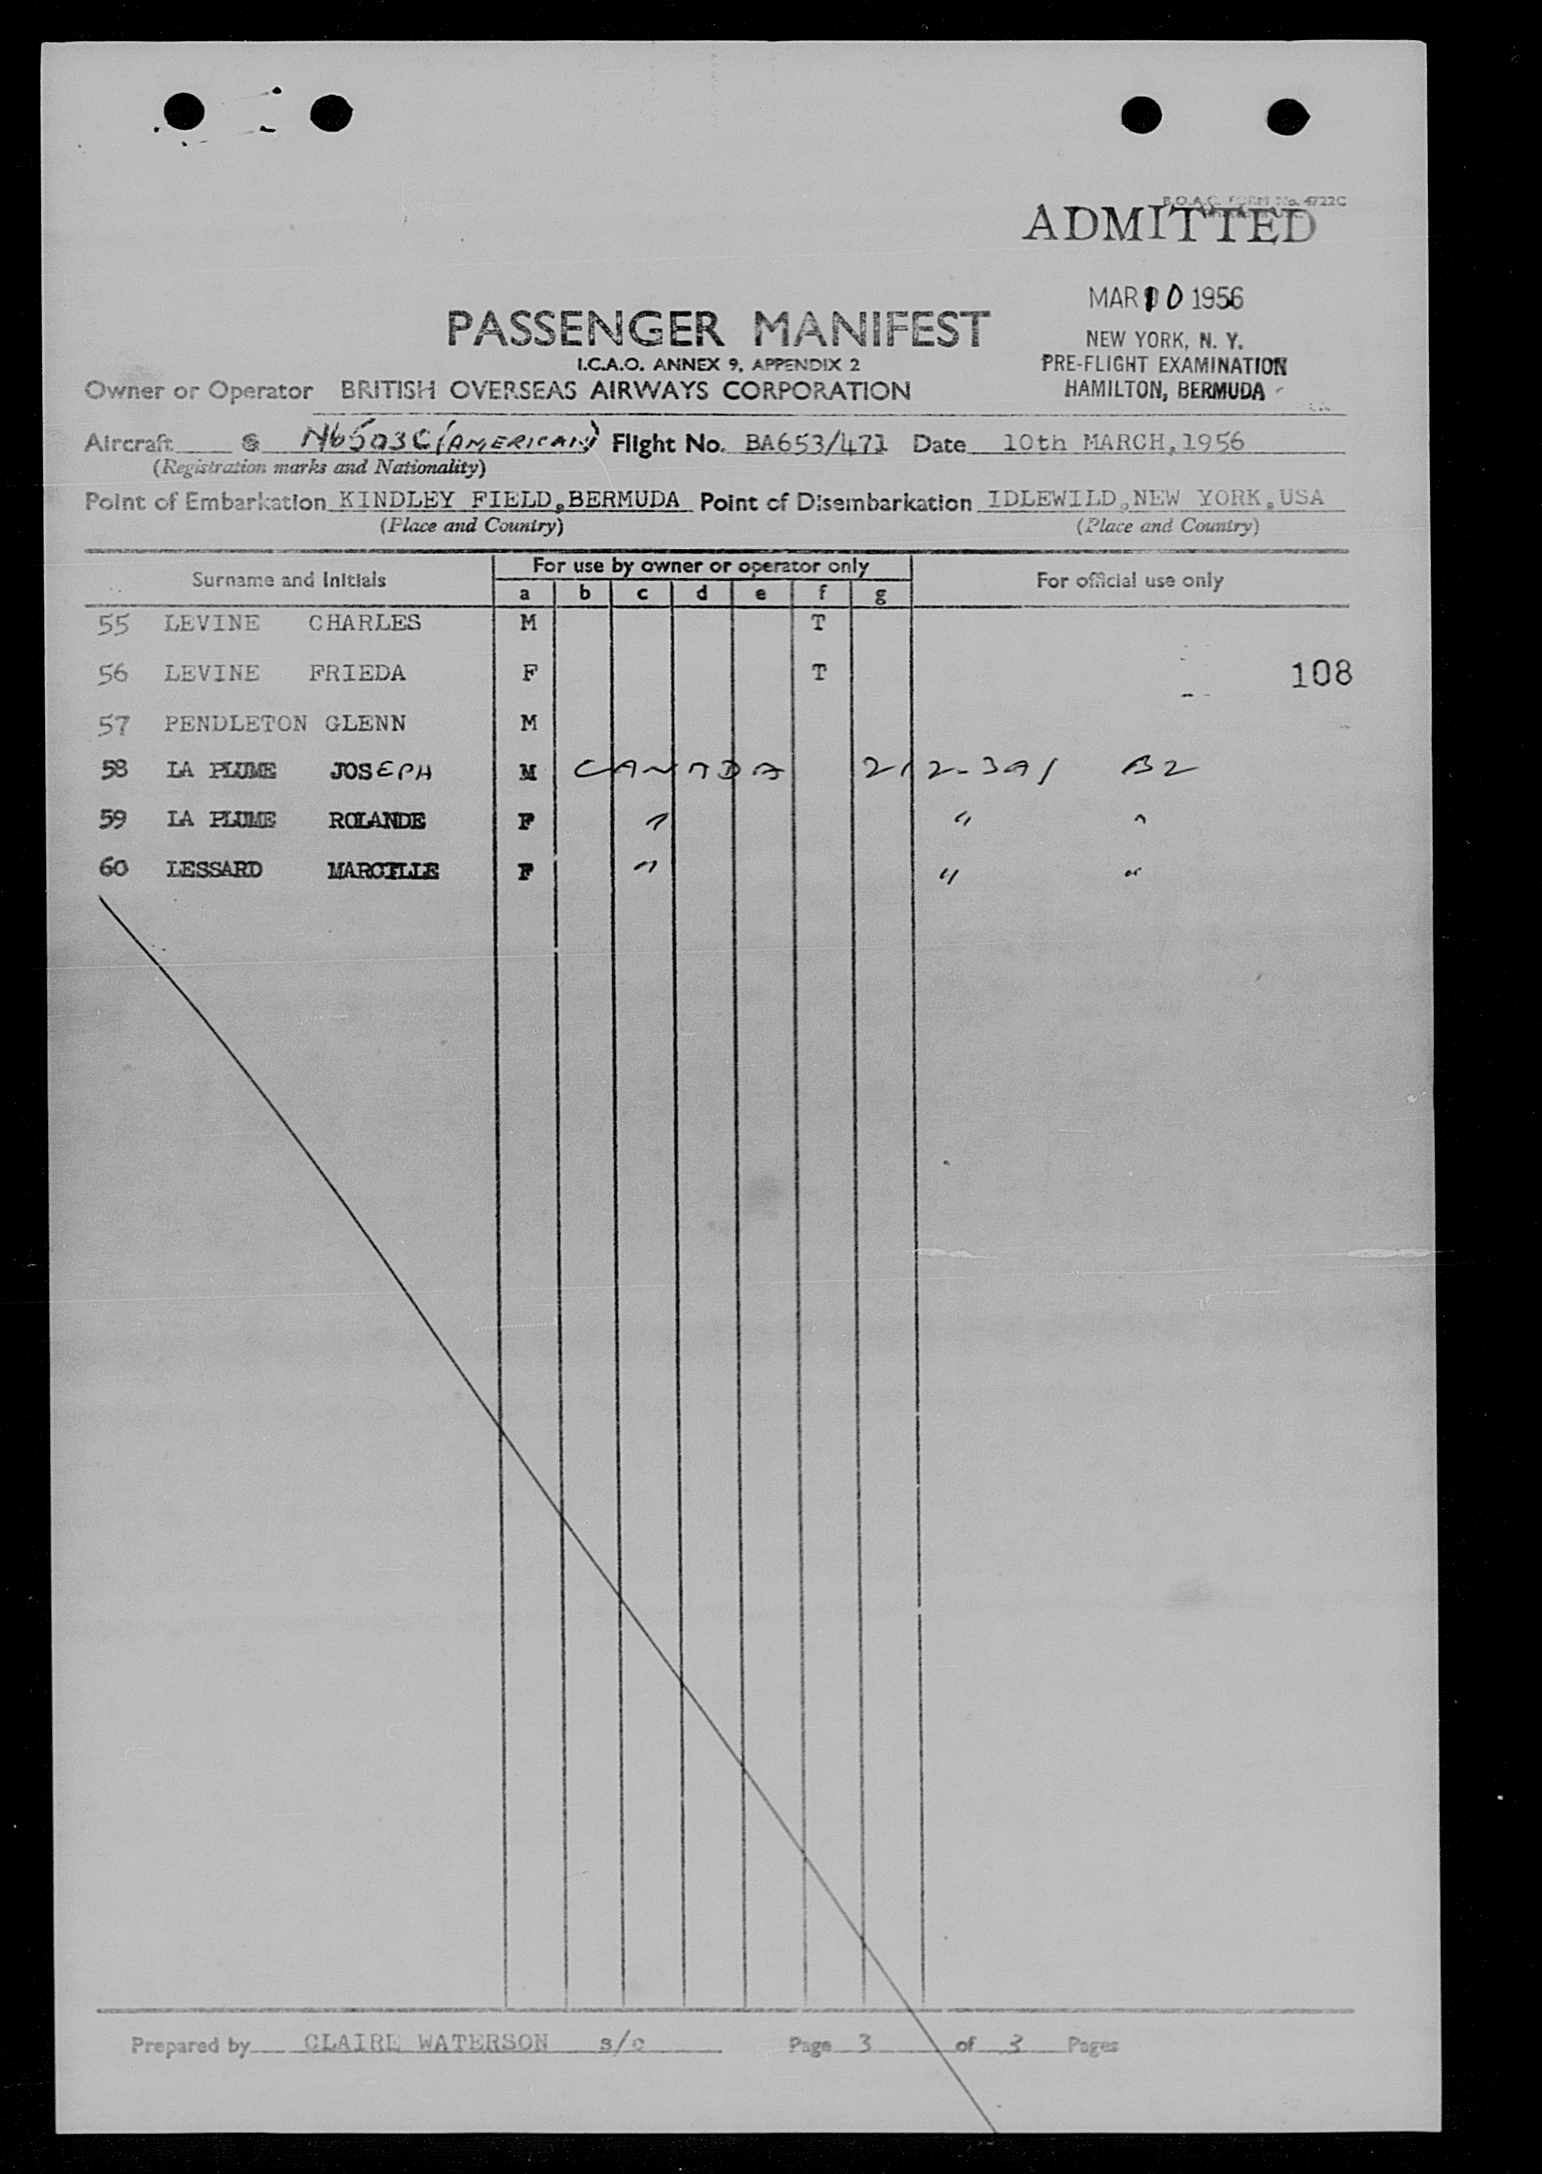 B.O.A.C. FORM No. 4722C
ADMITTED
MAR 10 1956
NEW YORK, N. Y.
PRE-FLIGHT EXAMINATION
HAMILTON, BERMUDA
PASSENGER MANIFEST
I.C.A.O. ANNEX 9, APPENDIX 2
Owner or Operator BRITISH OVERSEAS AIRWAYS CORPORATION
Aircraft N6503C (AMERICAN) Flight No. BA653/471 Date 10th MARCH, 1956
(Registration marks and Nationality)
Point of Embarkation KINDLEY FIELD, BERMUDA Point of Disembarkation IDLEWILD, NEW YORK, USA
(Place and Country) (Place and Country)
Surname and Initials For use by owner or operator only For official use only
a b c d e f g
55 LEVINE CHARLES M T
56 LEVINE FRIEDA F T 108
57 PENDLETON GLENN M
58 LA PLUME JOSEPH M CANADA 212-391 B2
59 LA PLUME ROLANDE F " " "
60 LESSARD MARCILLE F " " "
Prepared by CLAIRE WATERSON s/c Page 3 of 3 Pages